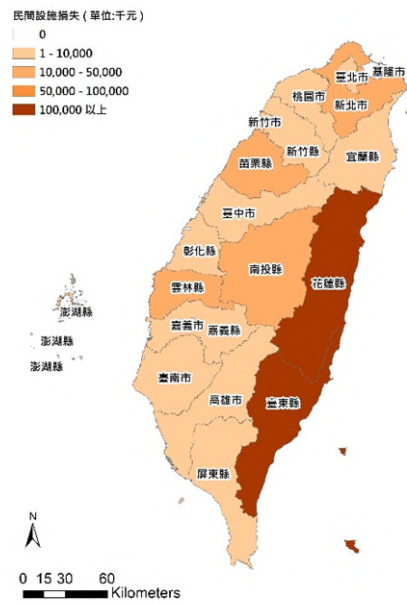 民間設施損失 ( 單位:千元 )
0
1 - 10,000
10,000 - 50,000
50,000 - 100,000
100,000 以上
臺北市
基隆市
桃園市
新北市
新竹市
新竹縣
宜蘭縣
苗栗縣
臺中市
彰化縣
南投縣
花蓮縣
雲林縣
澎湖縣
嘉義市
嘉義縣
澎湖縣
澎湖縣
臺南市
高雄市
臺東縣
屏東縣
N
0 15 30 60
Kilometers